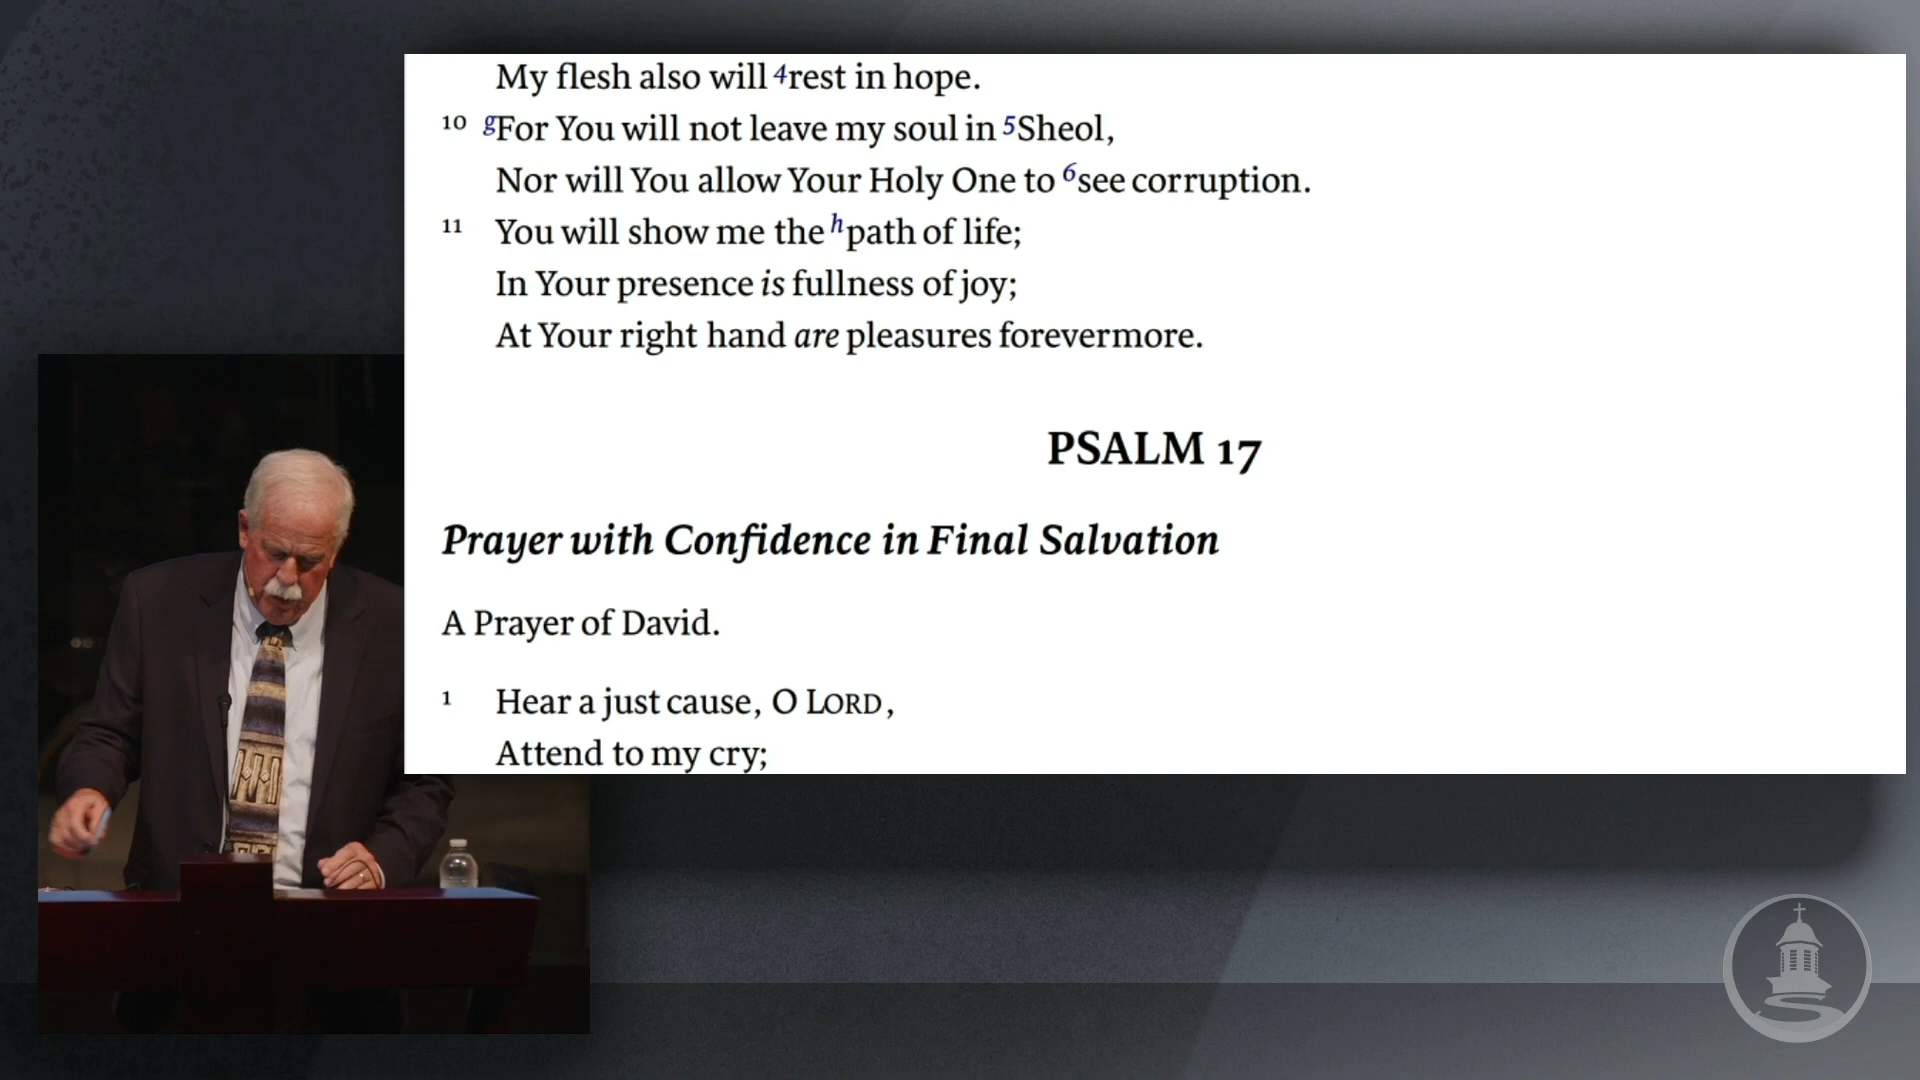 My flesh also will 4rest in hope.
10 gFor You will not leave my soul in 5Sheol,
Nor will You allow Your Holy One to 6see corruption.
11 You will show me the hpath of life;
In Your presence is fullness of joy;
At Your right hand are pleasures forevermore.
PSALM 17
Prayer with Confidence in Final Salvation
A Prayer of David.
1 Hear a just cause, O LORD,
Attend to my cry;